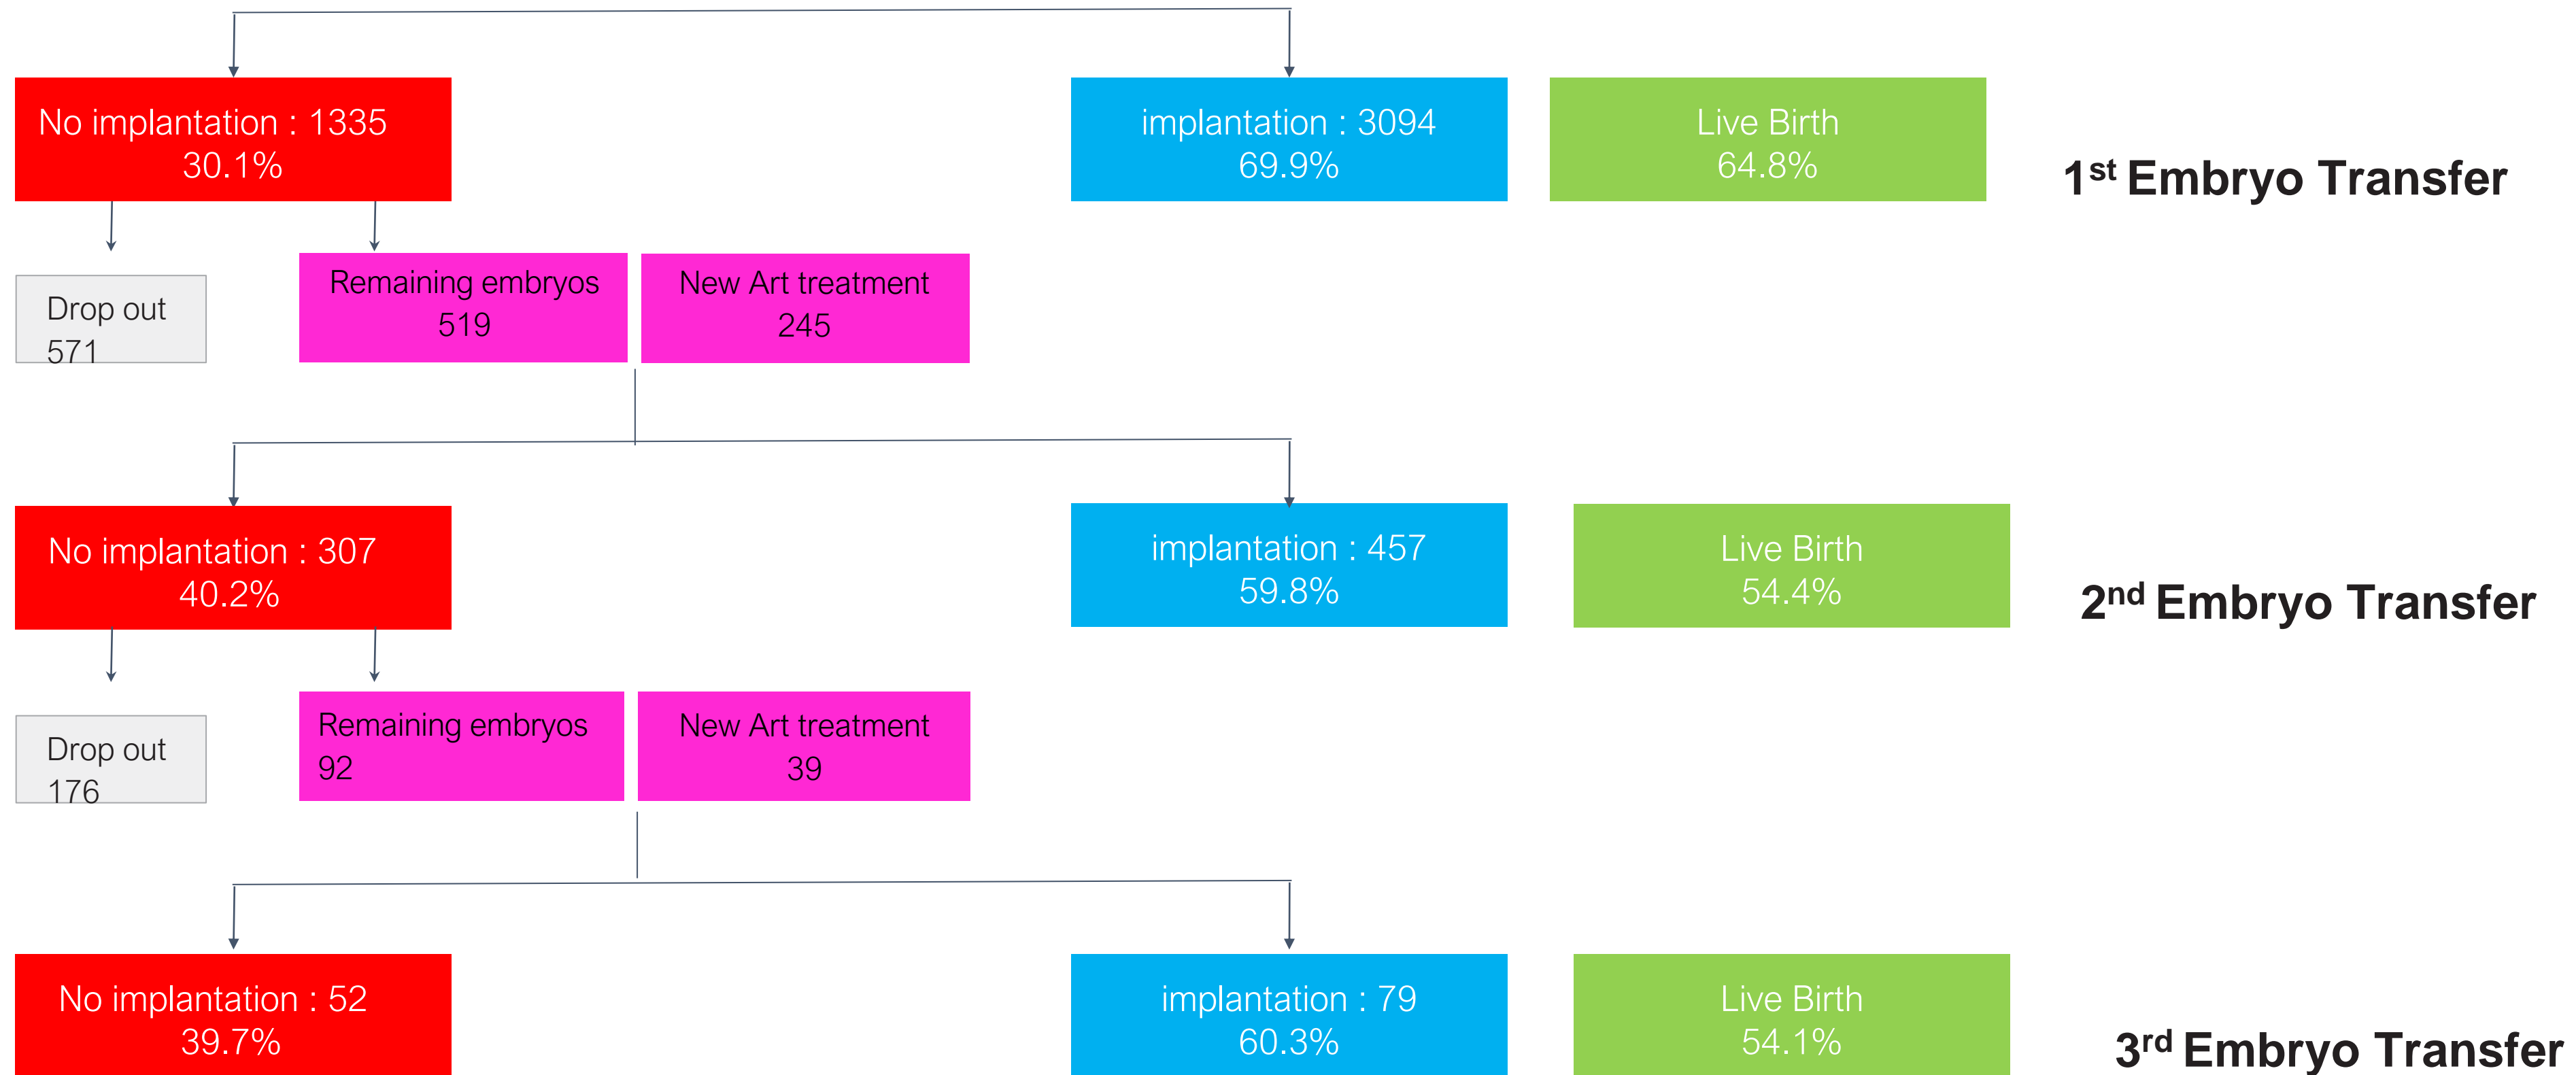 No implantation : 1335
30.1%
implantation : 3094
69.9%
Live Birth
64.8%
1st Embryo Transfer
Drop out
571
Remaining embryos
519
New Art treatment
245
No implantation : 307
40.2%
implantation : 457
59.8%
Live Birth
54.4%
2nd Embryo Transfer
Drop out
176
Remaining embryos
92
New Art treatment
39
No implantation : 52
39.7%
implantation : 79
60.3%
Live Birth
54.1%
3rd Embryo Transfer